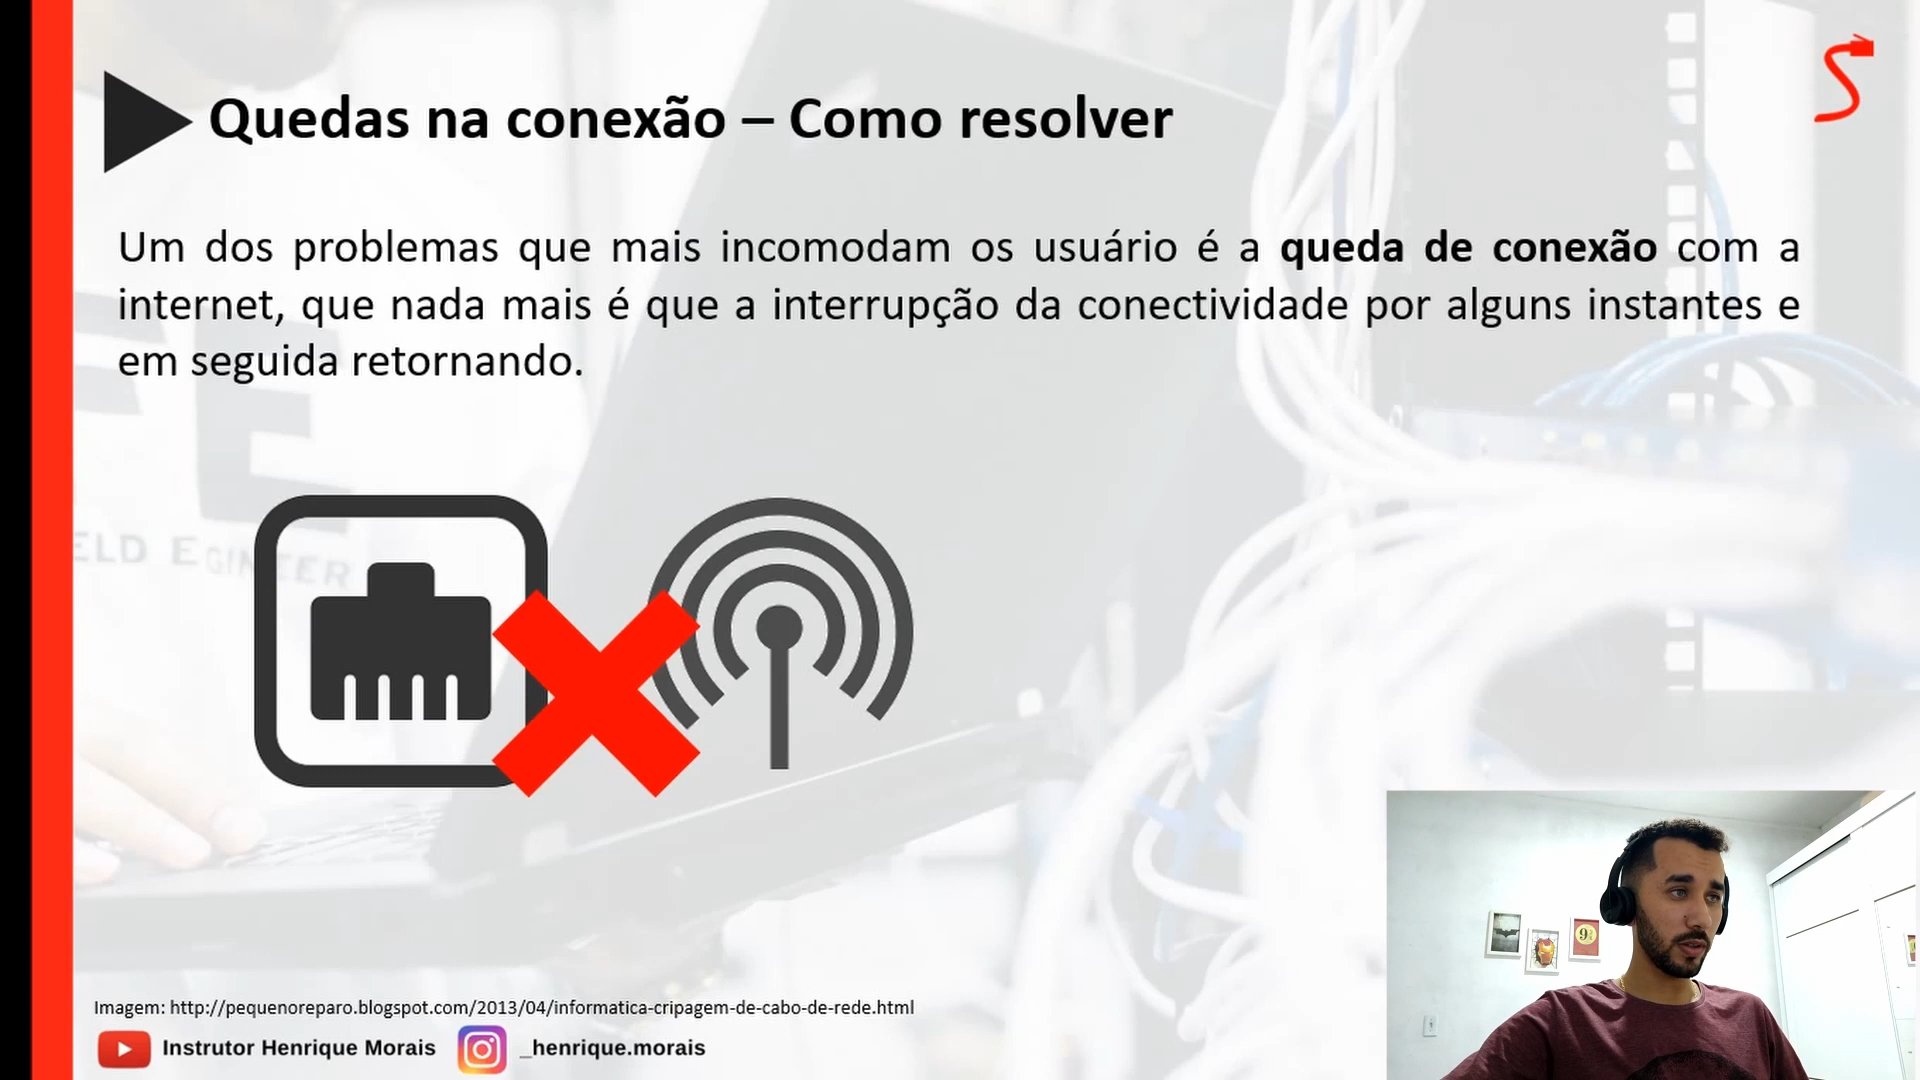 Quedas na conexão – Como resolver
Um dos problemas que mais incomodam os usuário é a queda de conexão com a
internet, que nada mais é que a interrupção da conectividade por alguns instantes e
em seguida retornando.
ELD EGINEER
Imagem: http://pequenoreparo.blogspot.com/2013/04/informatica-cripagem-de-cabo-de-rede.html
Instrutor Henrique Morais
_henrique.morais